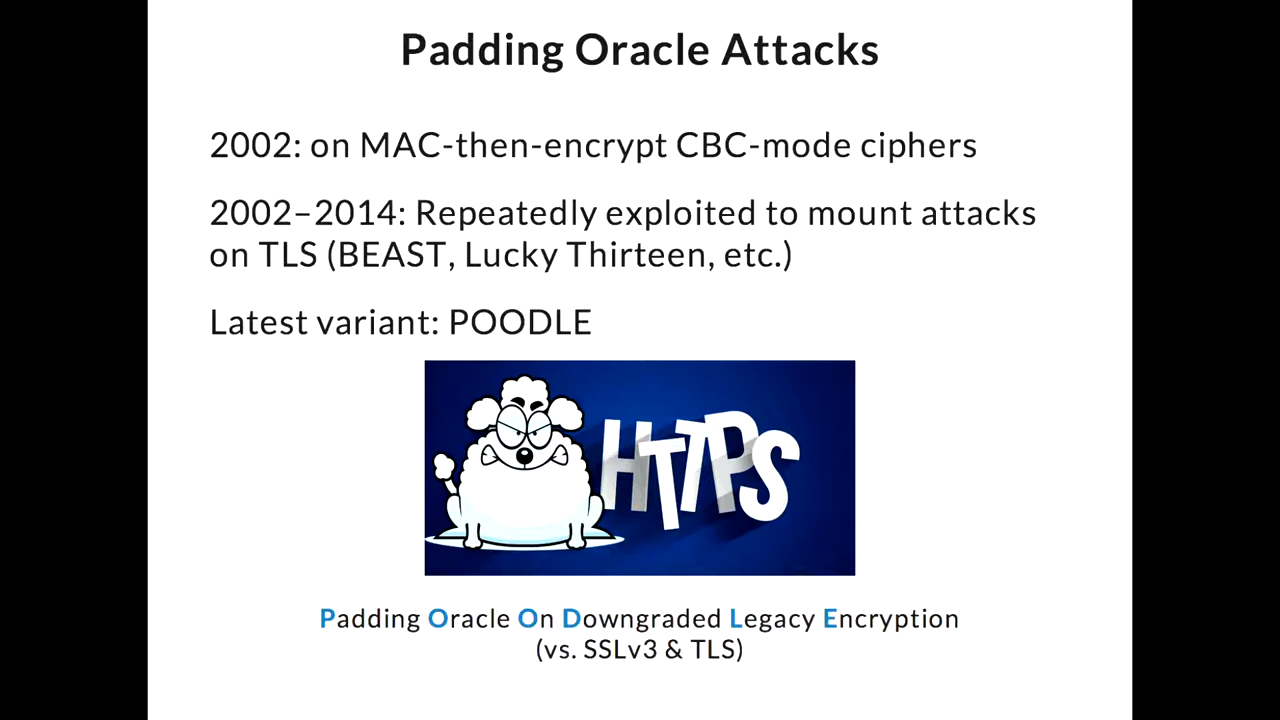 Padding Oracle Attacks
2002: on MAC-then-encrypt CBC-mode ciphers
2002–2014: Repeatedly exploited to mount attacks
on TLS (BEAST, Lucky Thirteen, etc.)
Latest variant: POODLE
HTTPS
Padding Oracle On Downgraded Legacy Encryption
(vs. SSLv3 & TLS)